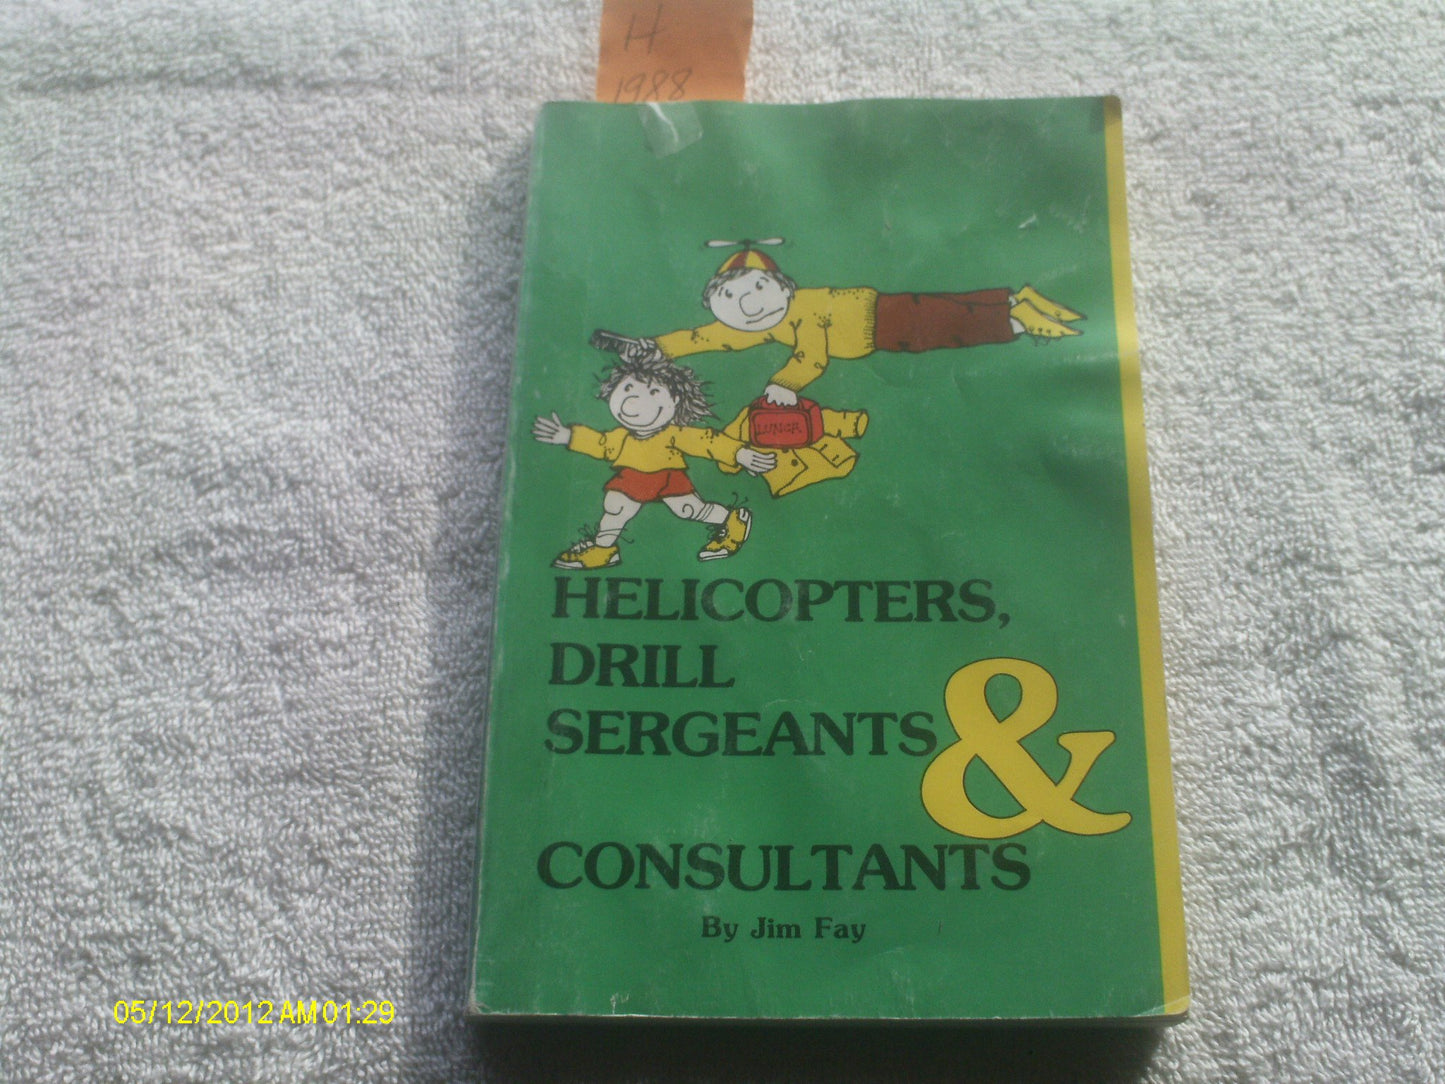 H
1988
LUNCH
HELICOPTERS,
DRILL
SERGEANTS &
CONSULTANTS
By Jim Fay
05/12/2012 AM 01:29